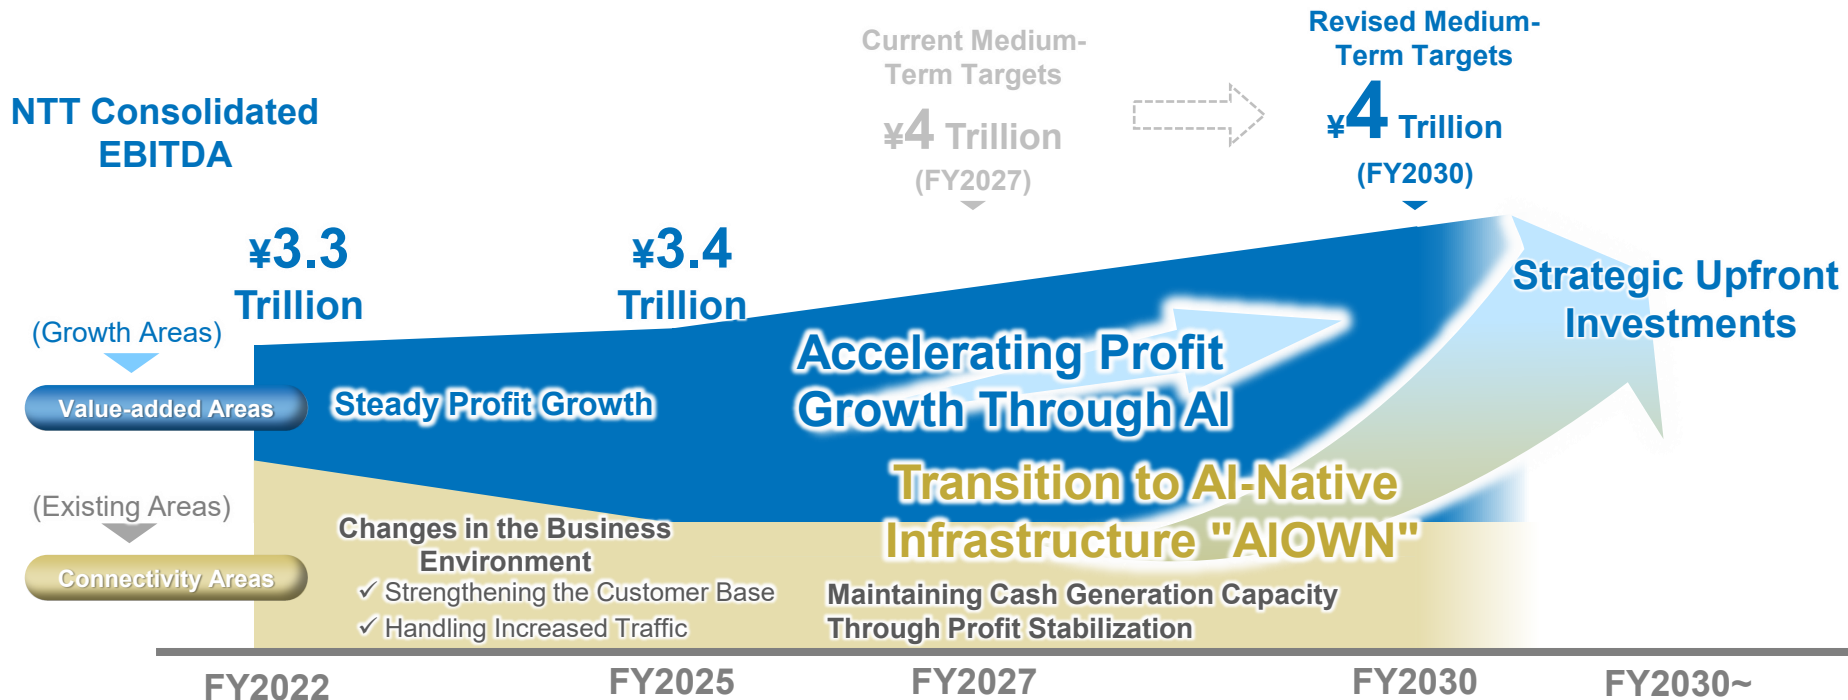 NTT Consolidated
EBITDA
Current Medium-
Term Targets
¥4 Trillion
(FY2027)
Revised Medium-
Term Targets
¥4 Trillion
(FY2030)
¥3.3
Trillion
¥3.4
Trillion
(Growth Areas)
Value-added Areas
Steady Profit Growth
Accelerating Profit
Growth Through AI
Strategic Upfront
Investments
(Existing Areas)
Connectivity Areas
Changes in the Business
Environment
✓ Strengthening the Customer Base
✓ Handling Increased Traffic
Transition to AI-Native
Infrastructure "AIOWN"
Maintaining Cash Generation Capacity
Through Profit Stabilization
FY2022
FY2025
FY2027
FY2030
FY2030~